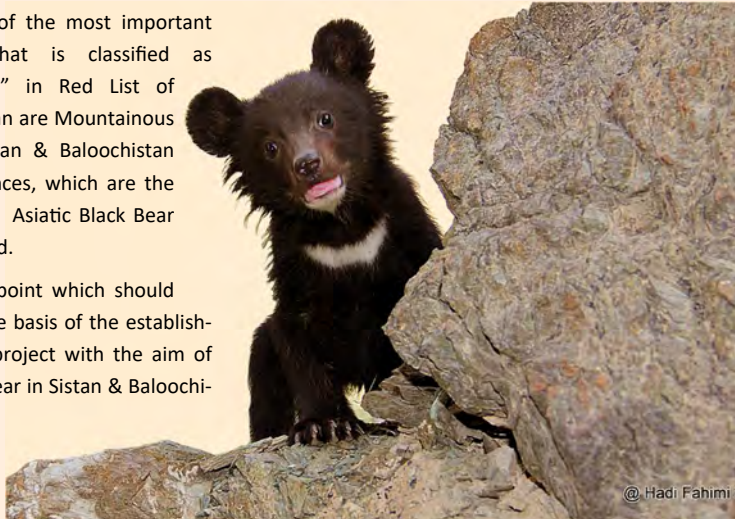 of the most important
hat is classified as
” in Red List of
an are Mountainous
an & Baloochistan
nces, which are the
Asiatic Black Bear
d.
point which should
e basis of the establish-
project with the aim of
ear in Sistan & Baloochi-
@ Hadi Fahimi